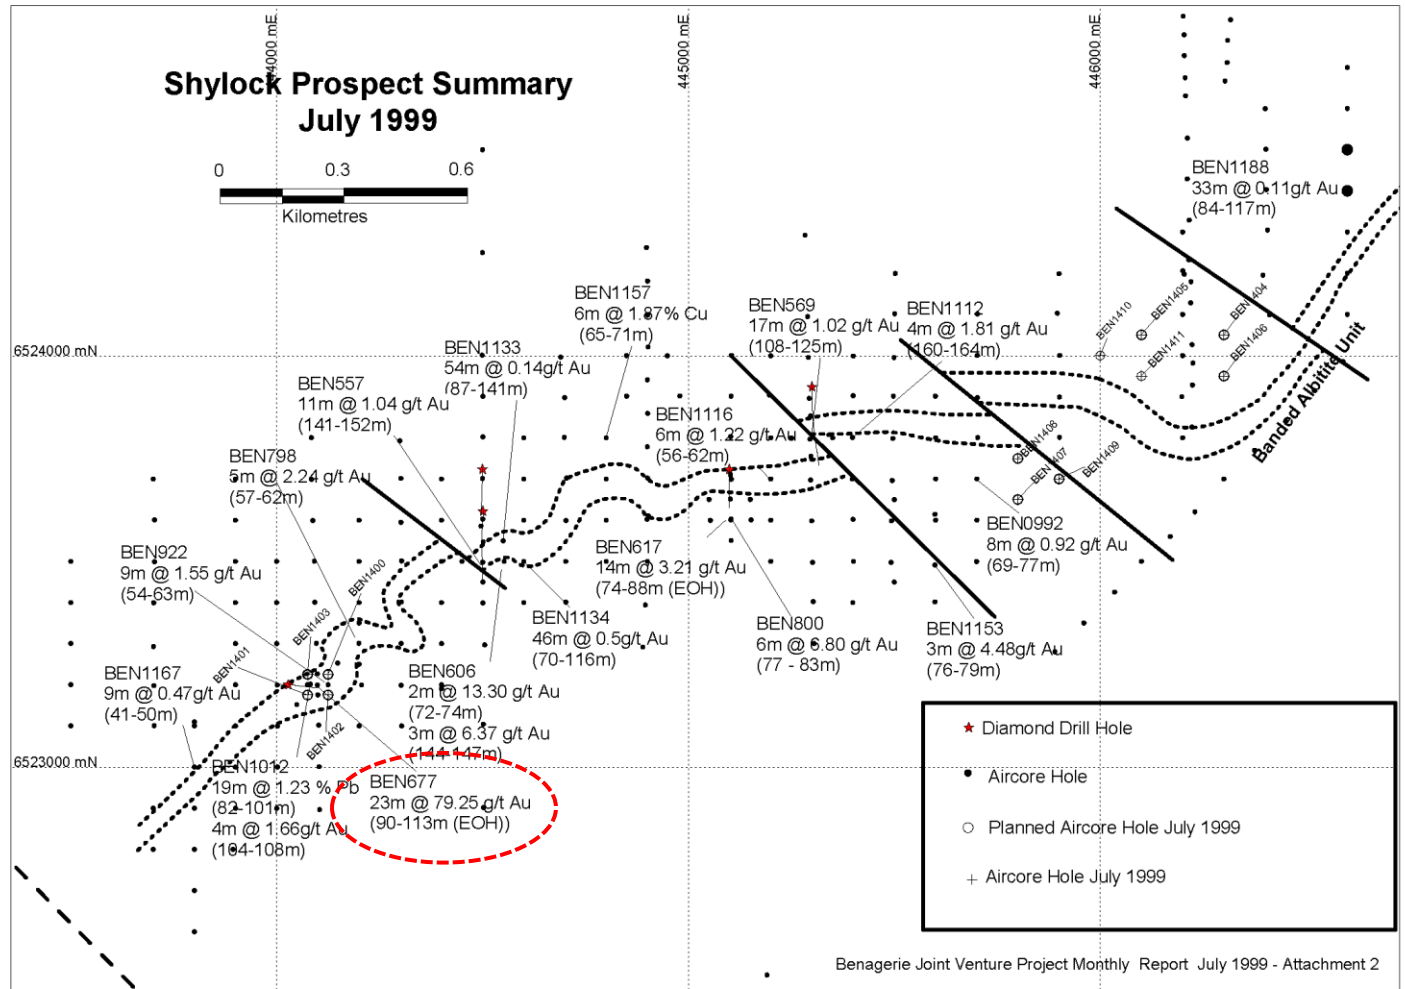 444000 mE
445000 mE
446000 mE
Shylock Prospect Summary
July 1999
0 0.3 0.6
Kilometres
BEN1188
33m @ 0.11g/t Au
(84-117m)
BEN1157
6m @ 1.87% Cu
(65-71m)
BEN569
17m @ 1.02 g/t Au
(108-125m)
BEN1112
4m @ 1.81 g/t Au
(160-164m)
BEN1410
BEN1405
BEN1404
BEN1411
BEN1406
6524000 mN
BEN1133
54m @ 0.14g/t Au
(87-141m)
BEN557
11m @ 1.04 g/t Au
(141-152m)
Banded Albitite Unit
BEN1116
6m @ 1.22 g/t Au
(56-62m)
BEN1408
BEN1407
BEN1409
BEN798
5m @ 2.24 g/t Au
(57-62m)
BEN0992
8m @ 0.92 g/t Au
(69-77m)
BEN922
9m @ 1.55 g/t Au
(54-63m)
BEN1400
BEN1403
BEN1401
BEN1402
BEN617
14m @ 3.21 g/t Au
(74-88m (EOH))
BEN1134
46m @ 0.5g/t Au
(70-116m)
BEN800
6m @ 6.80 g/t Au
(77 - 83m)
BEN1153
3m @ 4.48g/t Au
(76-79m)
BEN1167
9m @ 0.47g/t Au
(41-50m)
BEN606
2m @ 13.30 g/t Au
(72-74m)
3m @ 6.37 g/t Au
(144-147m)
6523000 mN
BEN1012
19m @ 1.23 % Pb
(82-101m)
4m @ 1.66g/t Au
(104-108m)
BEN677
23m @ 79.25 g/t Au
(90-113m (EOH))
Diamond Drill Hole
Aircore Hole
Planned Aircore Hole July 1999
Aircore Hole July 1999
Benagerie Joint Venture Project Monthly Report July 1999 - Attachment 2